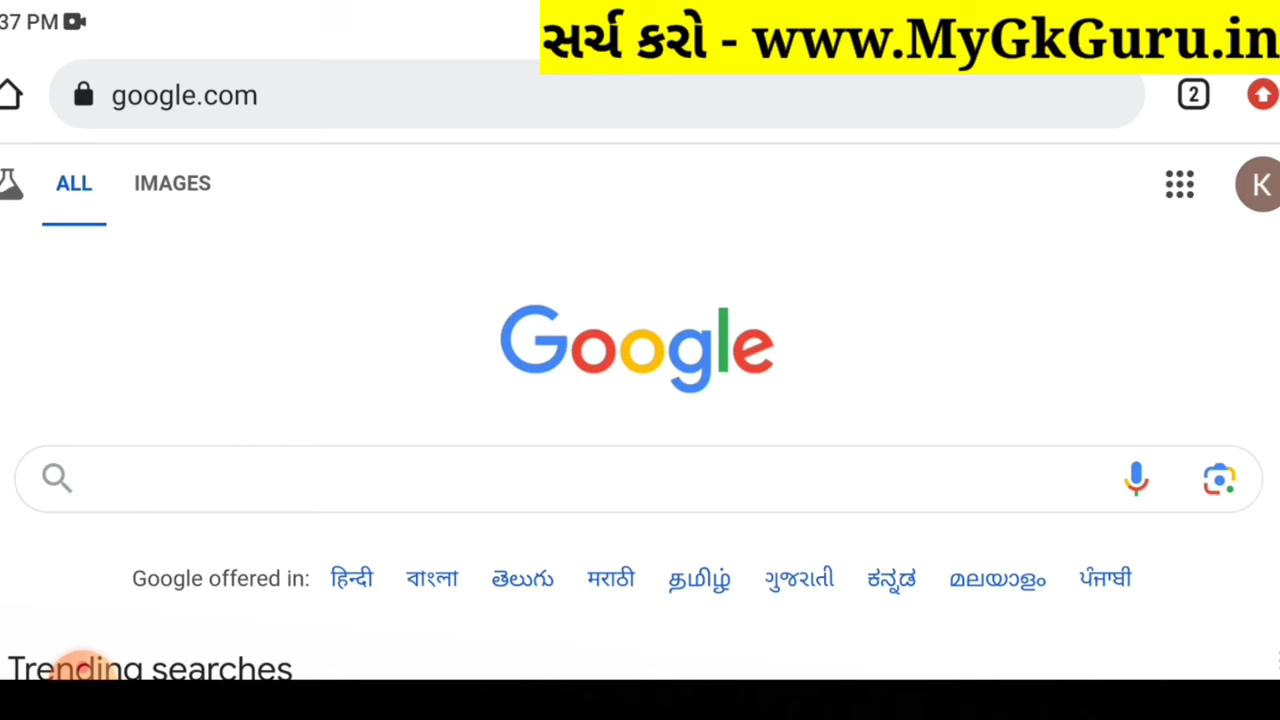 37 PM
સર્ચ કરો - www.MyGkGuru.in
google.com
2
ALL IMAGES
K
Google
Google offered in: हिन्दी বাংলা తెలుగు मराठी தமிழ் ગુજરાતી ಕನ್ನಡ മലയാളം ਪੰਜਾਬੀ
Trending searches